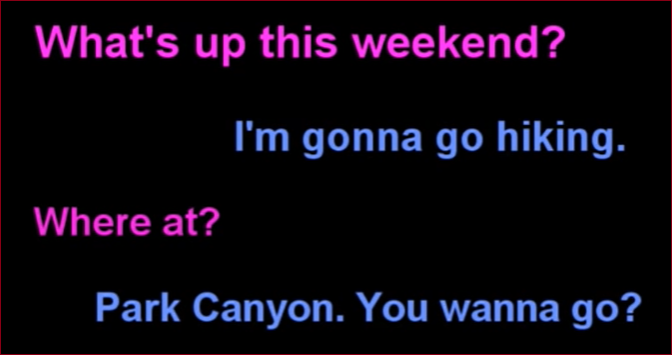 What's up this weekend?
I'm gonna go hiking.
Where at?
Park Canyon. You wanna go?